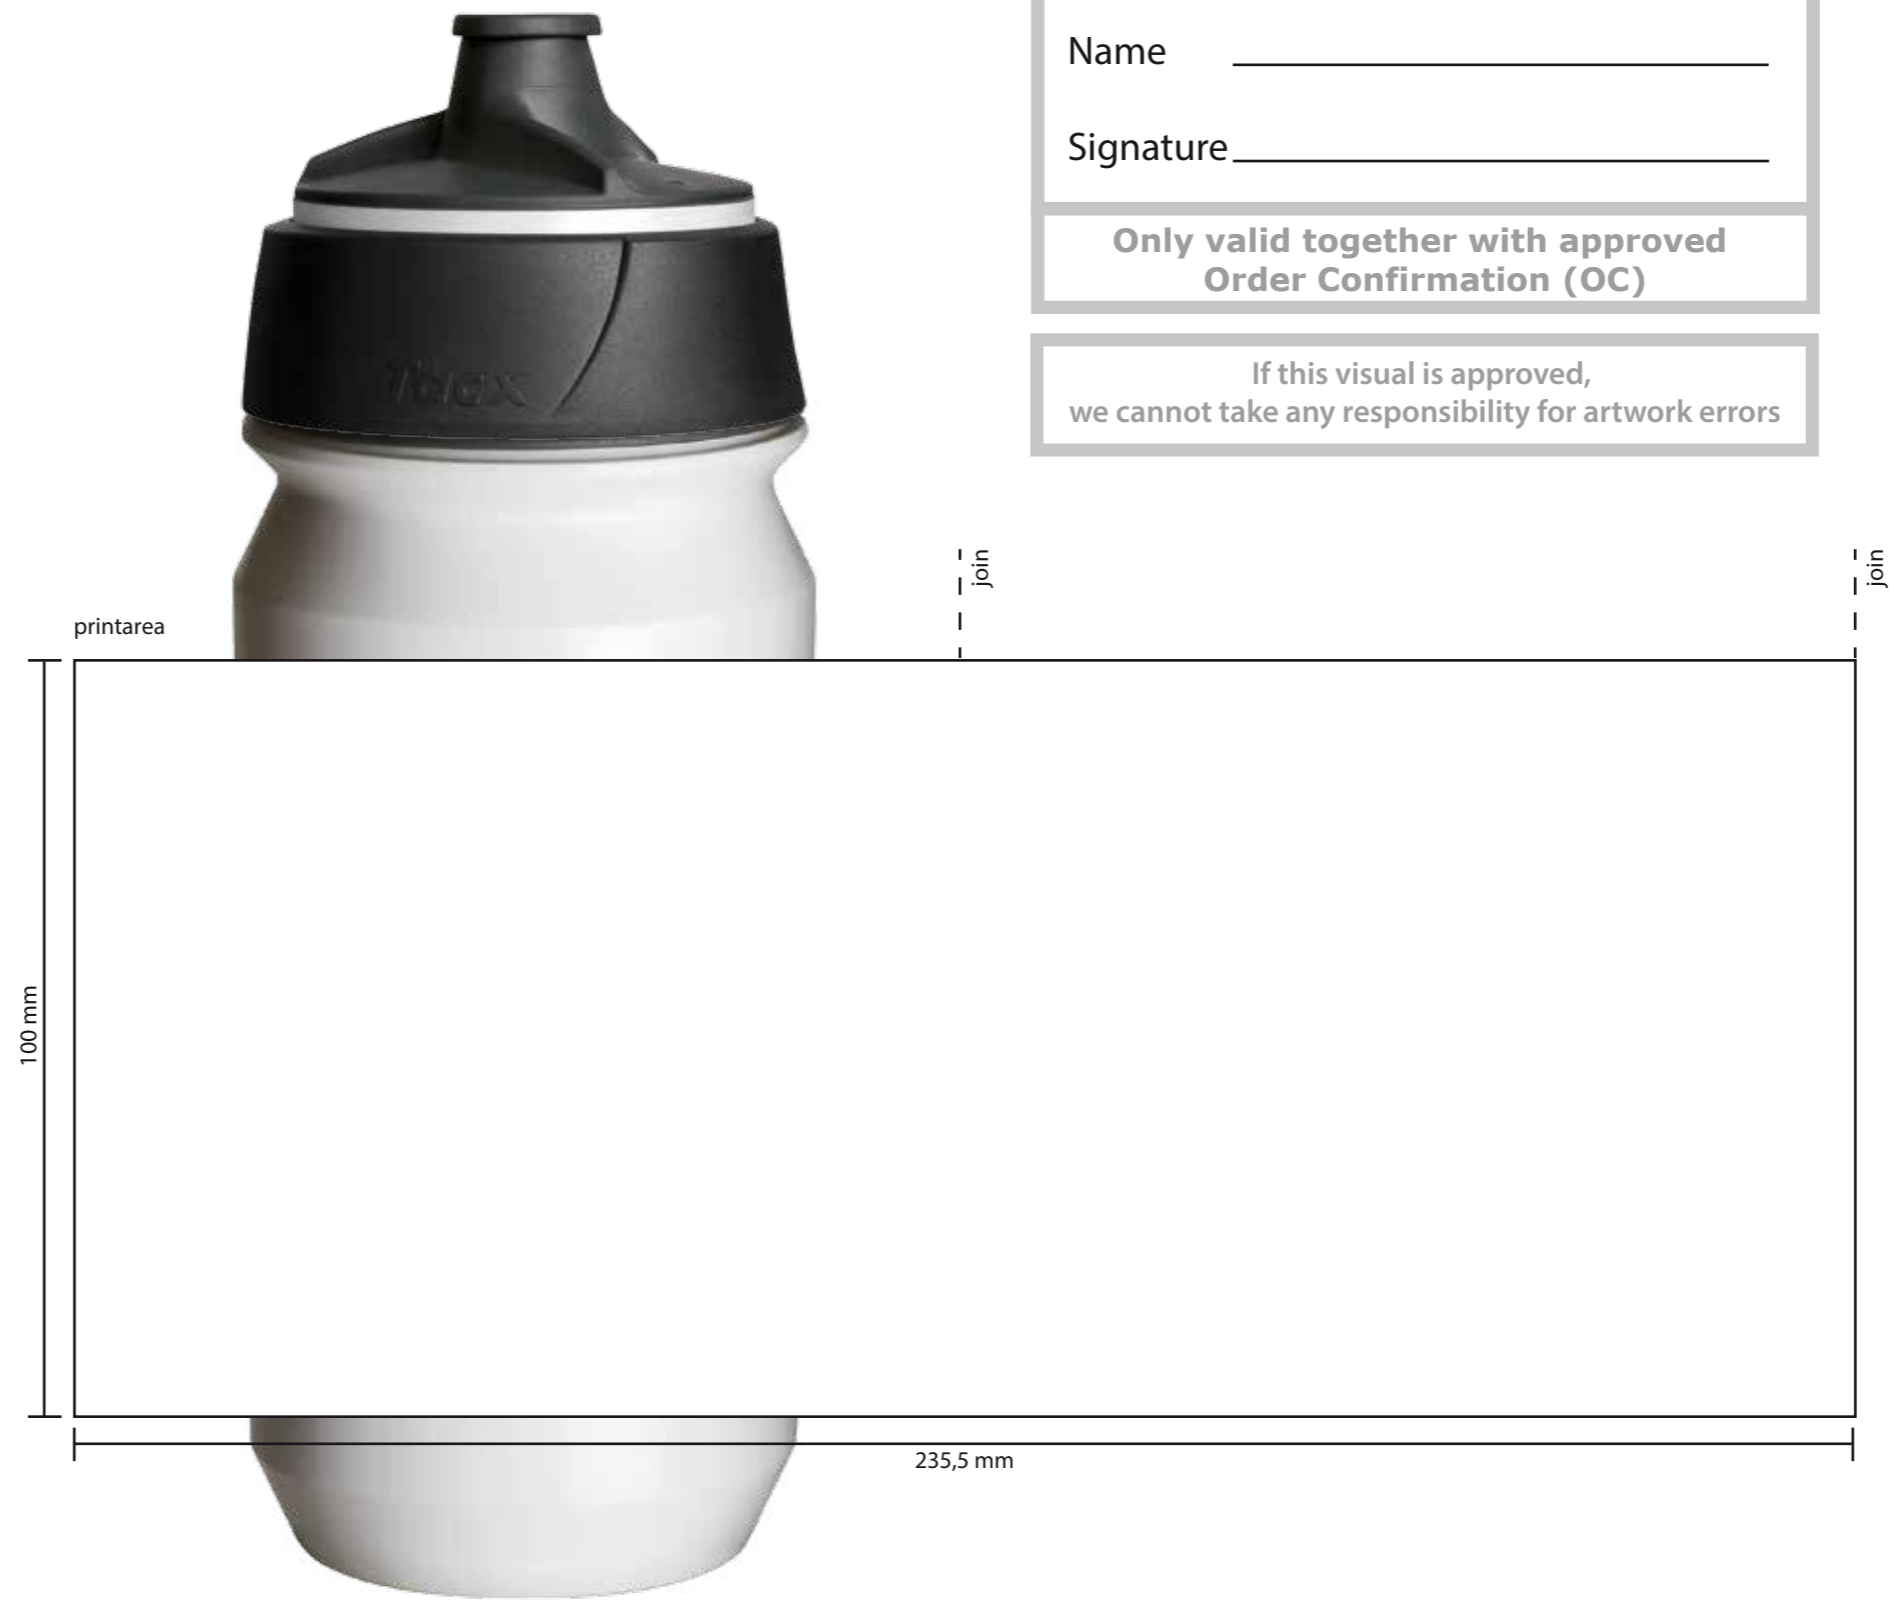 Name
Signature
Only valid together with approved
Order Confirmation (OC)
If this visual is approved,
we cannot take any responsibility for artwork errors
Tacx
join
join
printarea
100 mm
235,5 mm